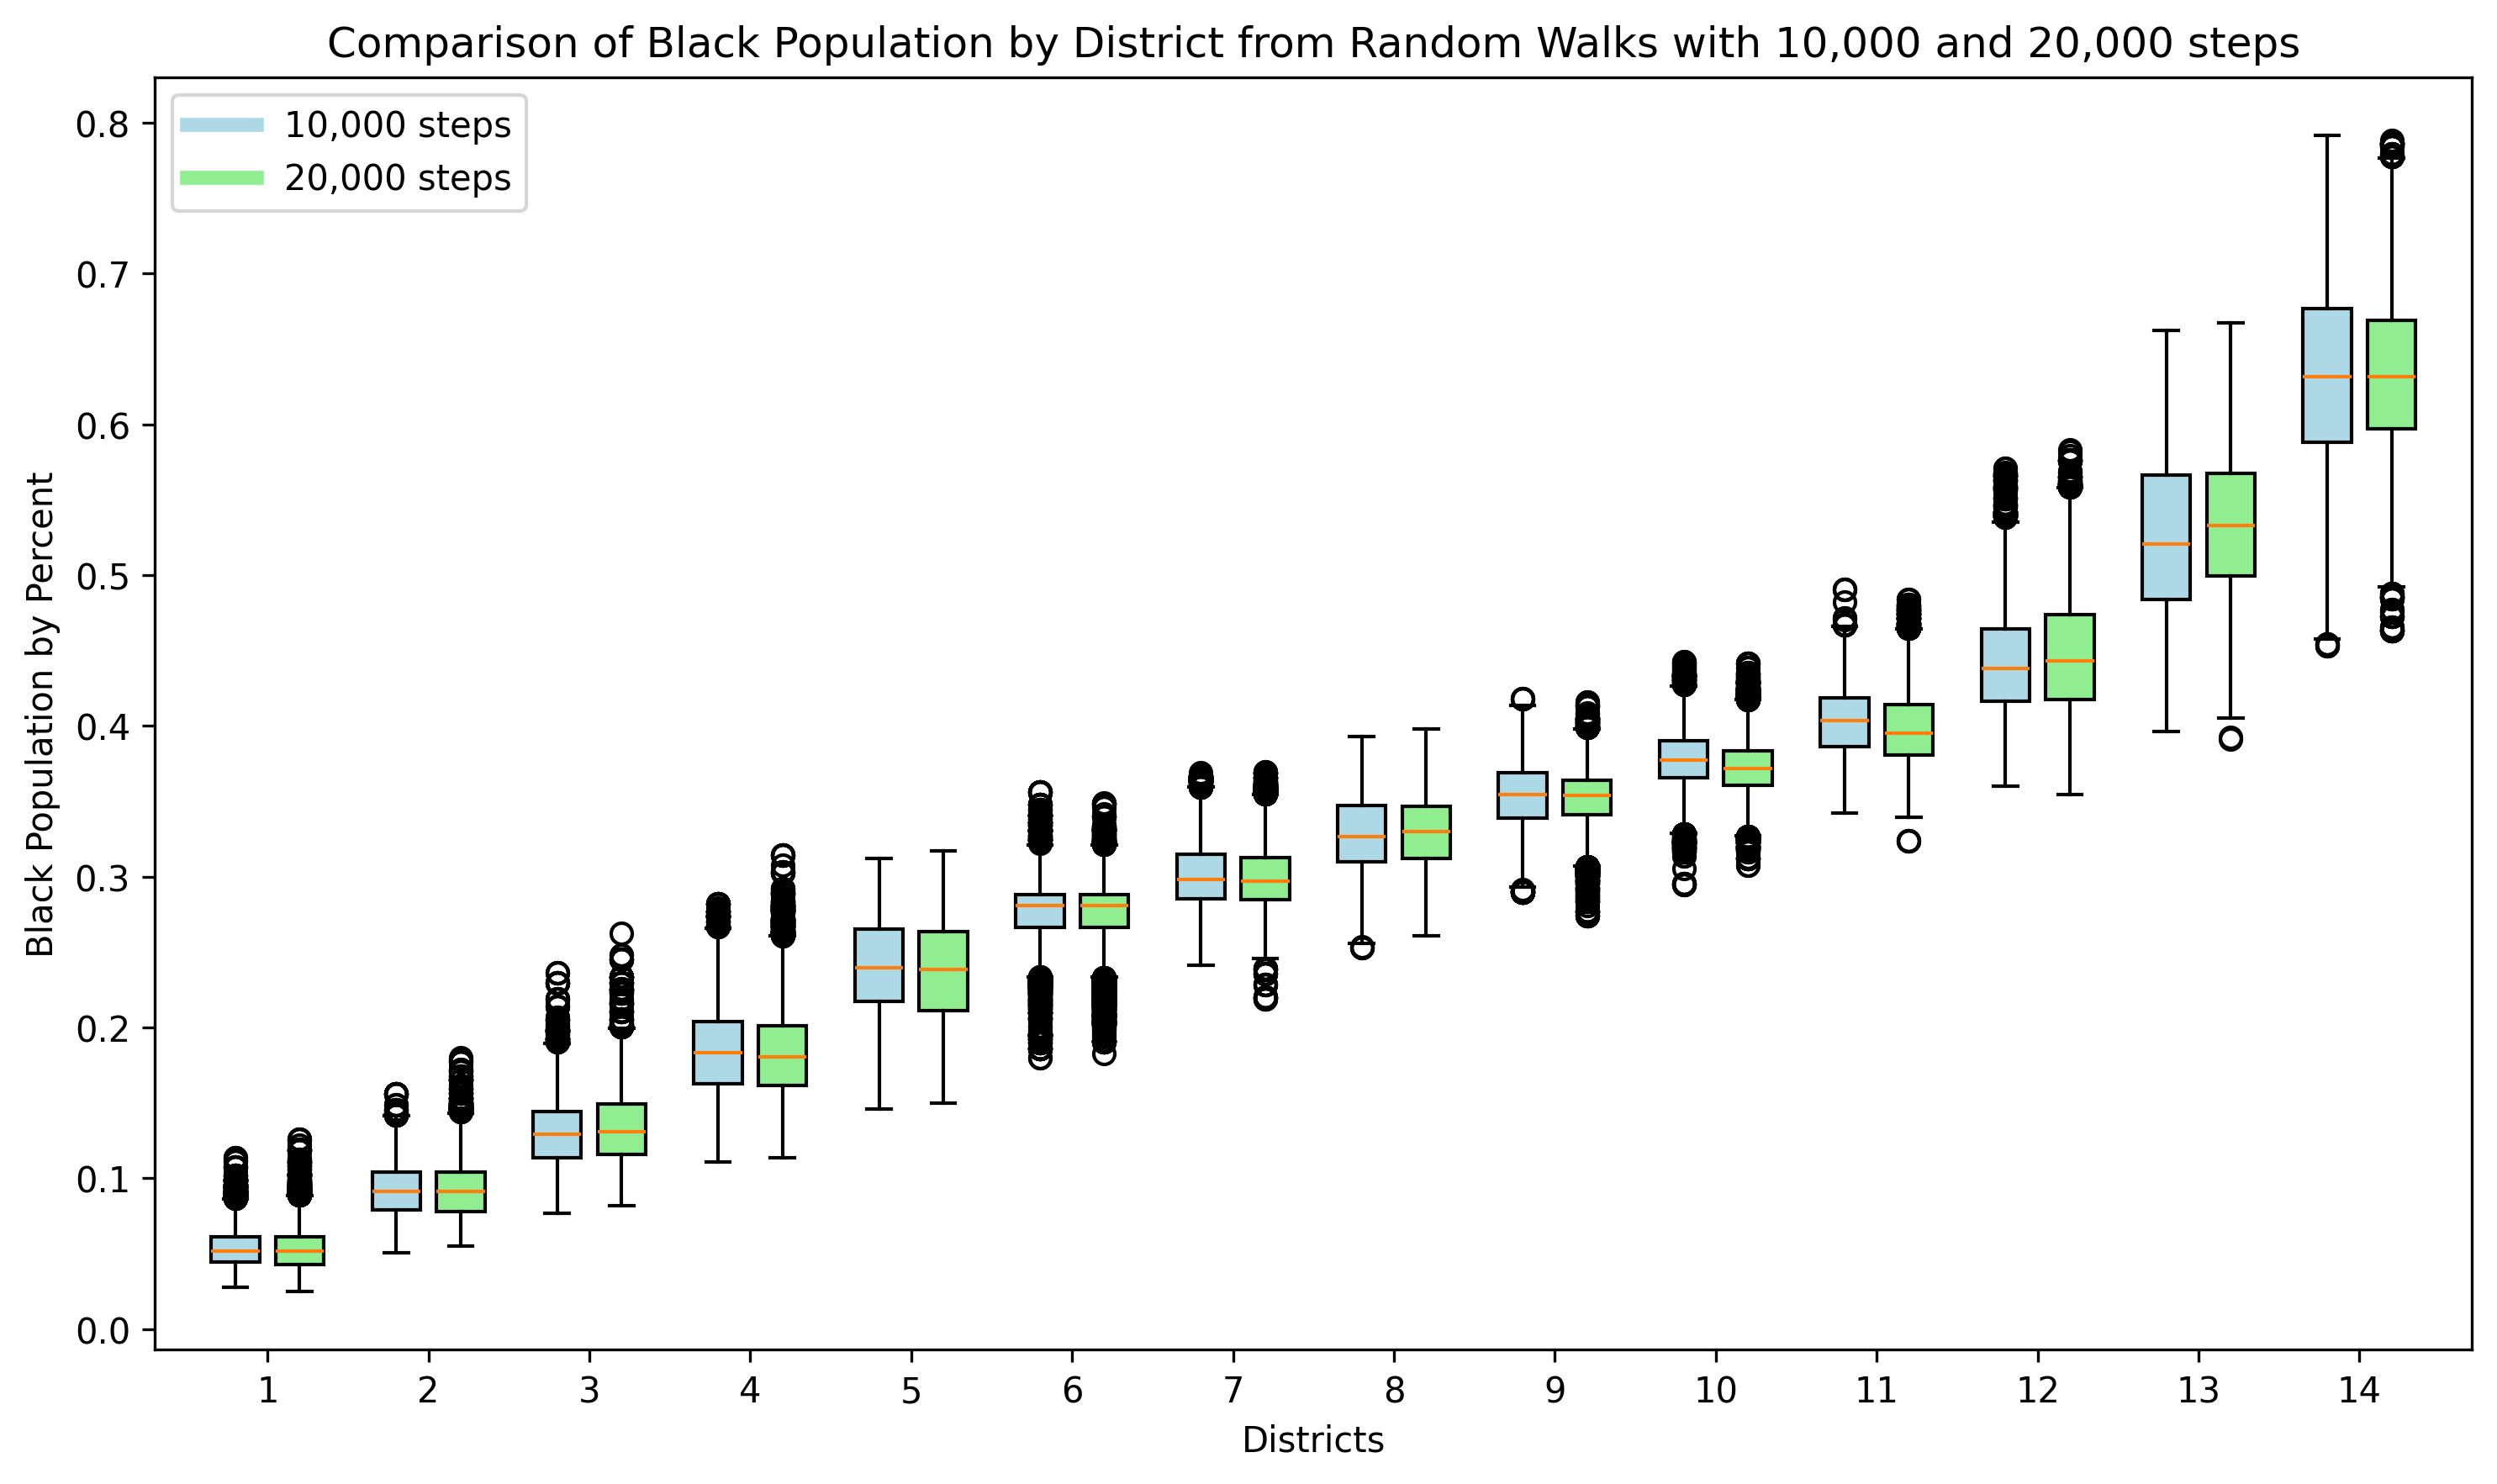 Comparison of Black Population by District from Random Walks with 10,000 and 20,000 steps
10,000 steps
20,000 steps
Black Population by Percent
0.8
0.7
0.6
0.5
0.4
0.3
0.2
0.1
0.0
1 2 3 4 5 6 7 8 9 10 11 12 13 14
Districts